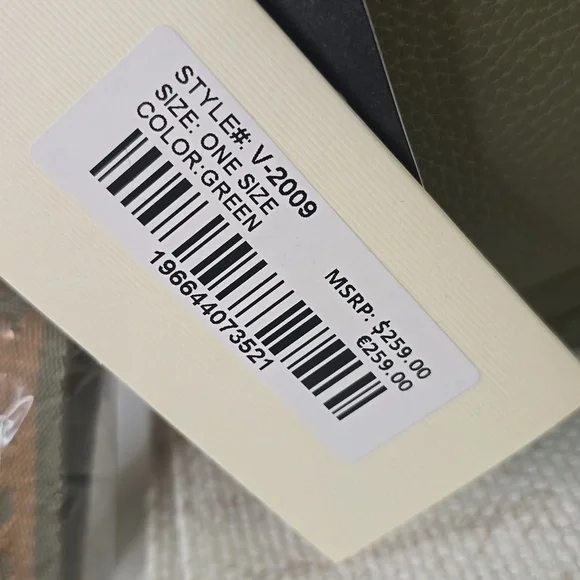 STYLE#: V-2009
SIZE: ONE SIZE
COLOR:GREEN
196644073521
MSRP: $259.00
€259.00